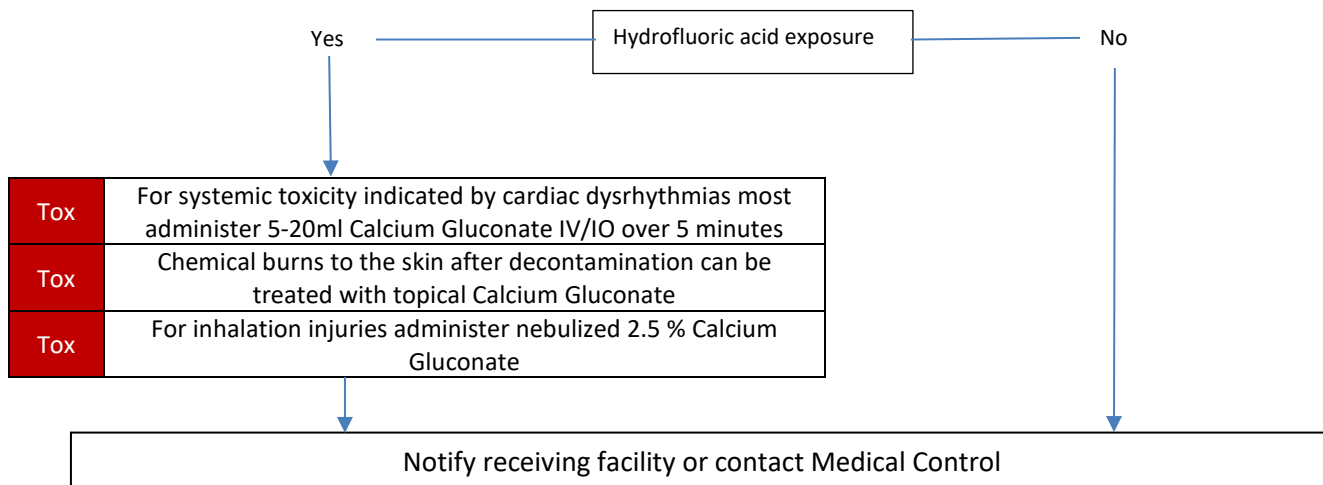 Yes
Hydrofluoric acid exposure
No
Tox
For systemic toxicity indicated by cardiac dysrhythmias most
administer 5-20ml Calcium Gluconate IV/IO over 5 minutes
Tox
Chemical burns to the skin after decontamination can be
treated with topical Calcium Gluconate
Tox
For inhalation injuries administer nebulized 2.5 % Calcium
Gluconate
Notify receiving facility or contact Medical Control